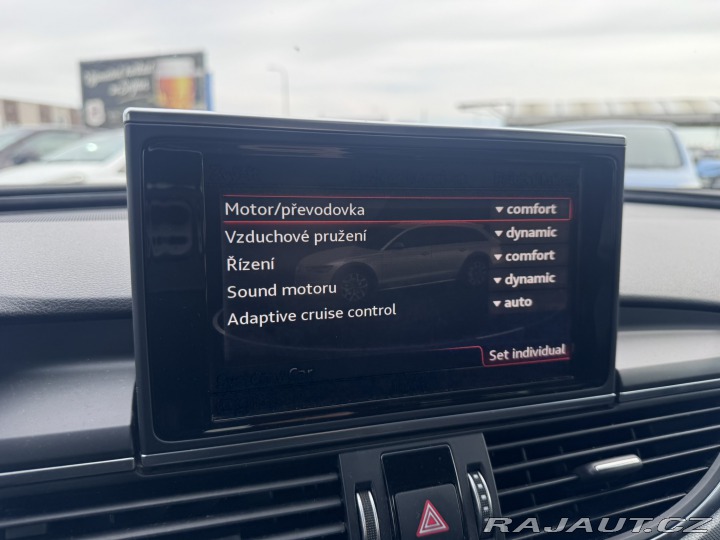 Motor/převodovka ▾ comfort
Vzduchové pružení ▾ dynamic
Řízení ▾ comfort
Sound motoru ▾ dynamic
Adaptive cruise control ▾ auto
Set individual
Car
RAJAUT.CZ